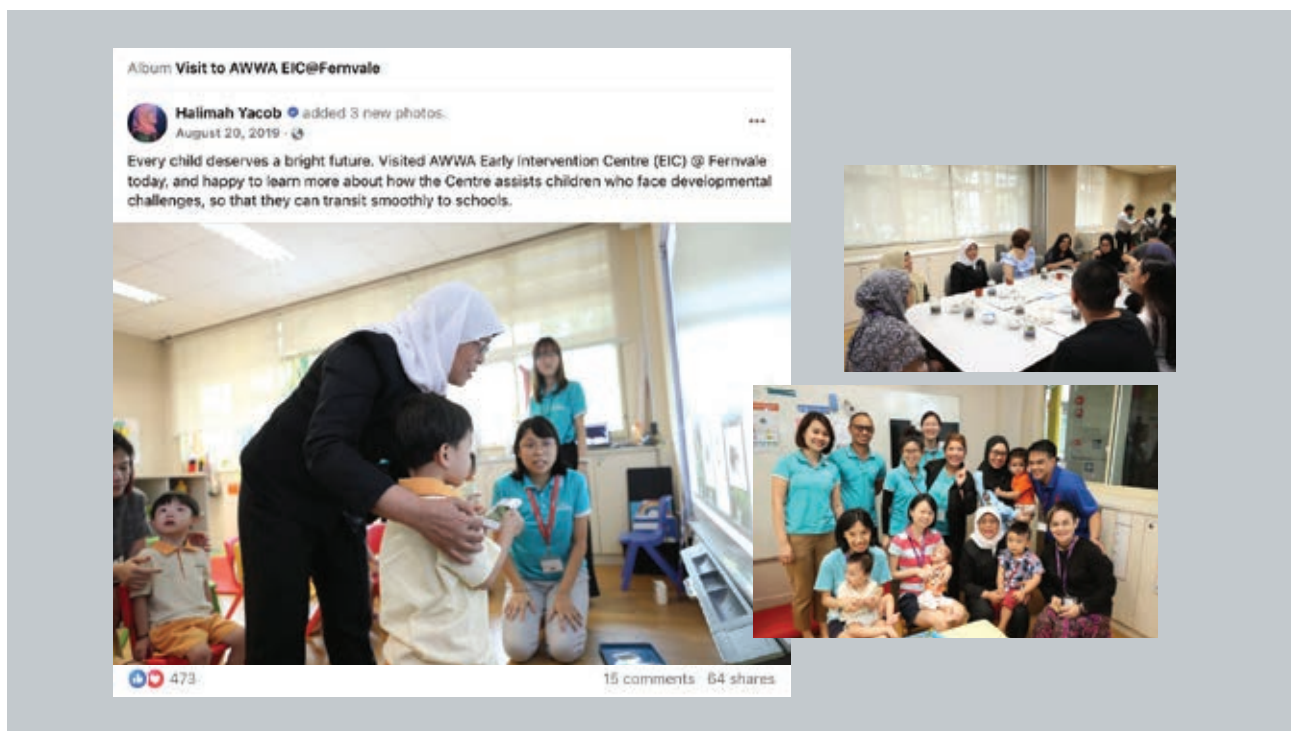 Album Visit to AWWA EIC@Fernvale
Halimah Yacob added 3 new photos.
August 20, 2019 ·
Every child deserves a bright future. Visited AWWA Early Intervention Centre (EIC) @ Fernvale
today, and happy to learn more about how the Centre assists children who face developmental
challenges, so that they can transit smoothly to schools.
473
15 comments 64 shares